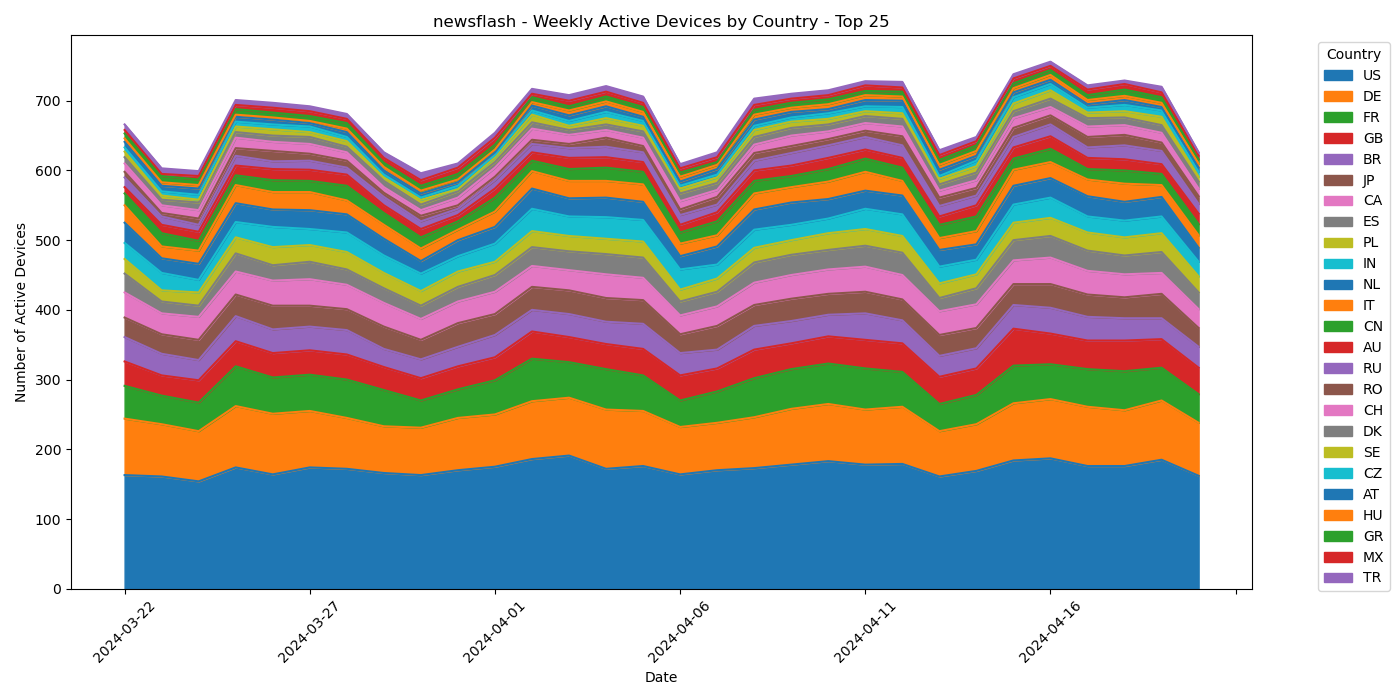 newsflash - Weekly Active Devices by Country - Top 25
Number of Active Devices
700
600
500
400
300
200
100
0
2024-03-22
2024-03-27
2024-04-01
2024-04-06
2024-04-11
2024-04-16
Date
Country
US
DE
FR
GB
BR
JP
CA
ES
PL
IN
NL
IT
CN
AU
RU
RO
CH
DK
SE
CZ
AT
HU
GR
MX
TR